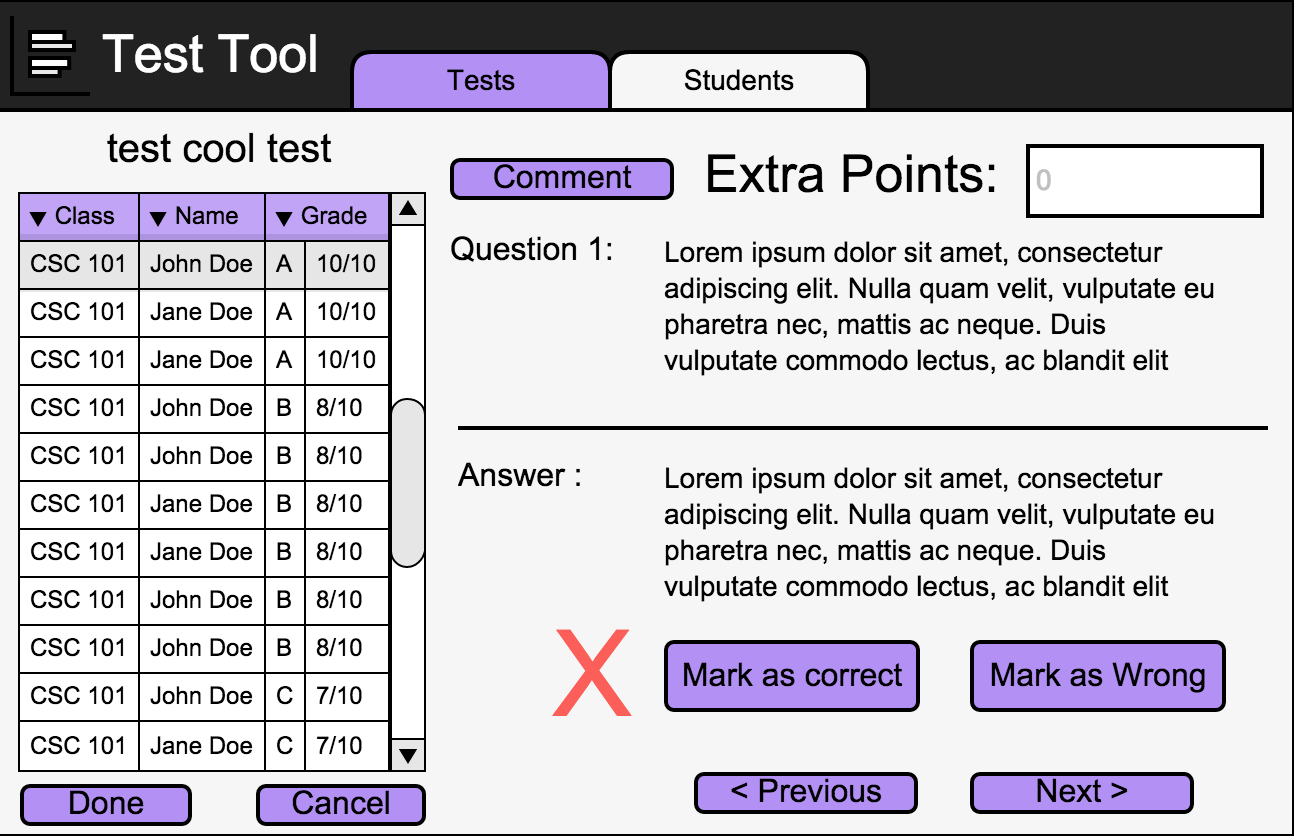 Test Tool
Tests
Students
test cool test
▼ Class ▼ Name ▼ Grade
CSC 101 John Doe A 10/10
CSC 101 Jane Doe A 10/10
CSC 101 Jane Doe A 10/10
CSC 101 John Doe B 8/10
CSC 101 John Doe B 8/10
CSC 101 Jane Doe B 8/10
CSC 101 Jane Doe B 8/10
CSC 101 John Doe B 8/10
CSC 101 John Doe B 8/10
CSC 101 John Doe C 7/10
CSC 101 Jane Doe C 7/10
Done
Cancel
Comment
Extra Points:
0
Question 1:
Lorem ipsum dolor sit amet, consectetur
adipiscing elit. Nulla quam velit, vulputate eu
pharetra nec, mattis ac neque. Duis
vulputate commodo lectus, ac blandit elit
Answer :
Lorem ipsum dolor sit amet, consectetur
adipiscing elit. Nulla quam velit, vulputate eu
pharetra nec, mattis ac neque. Duis
vulputate commodo lectus, ac blandit elit
X
Mark as correct
Mark as Wrong
< Previous
Next >